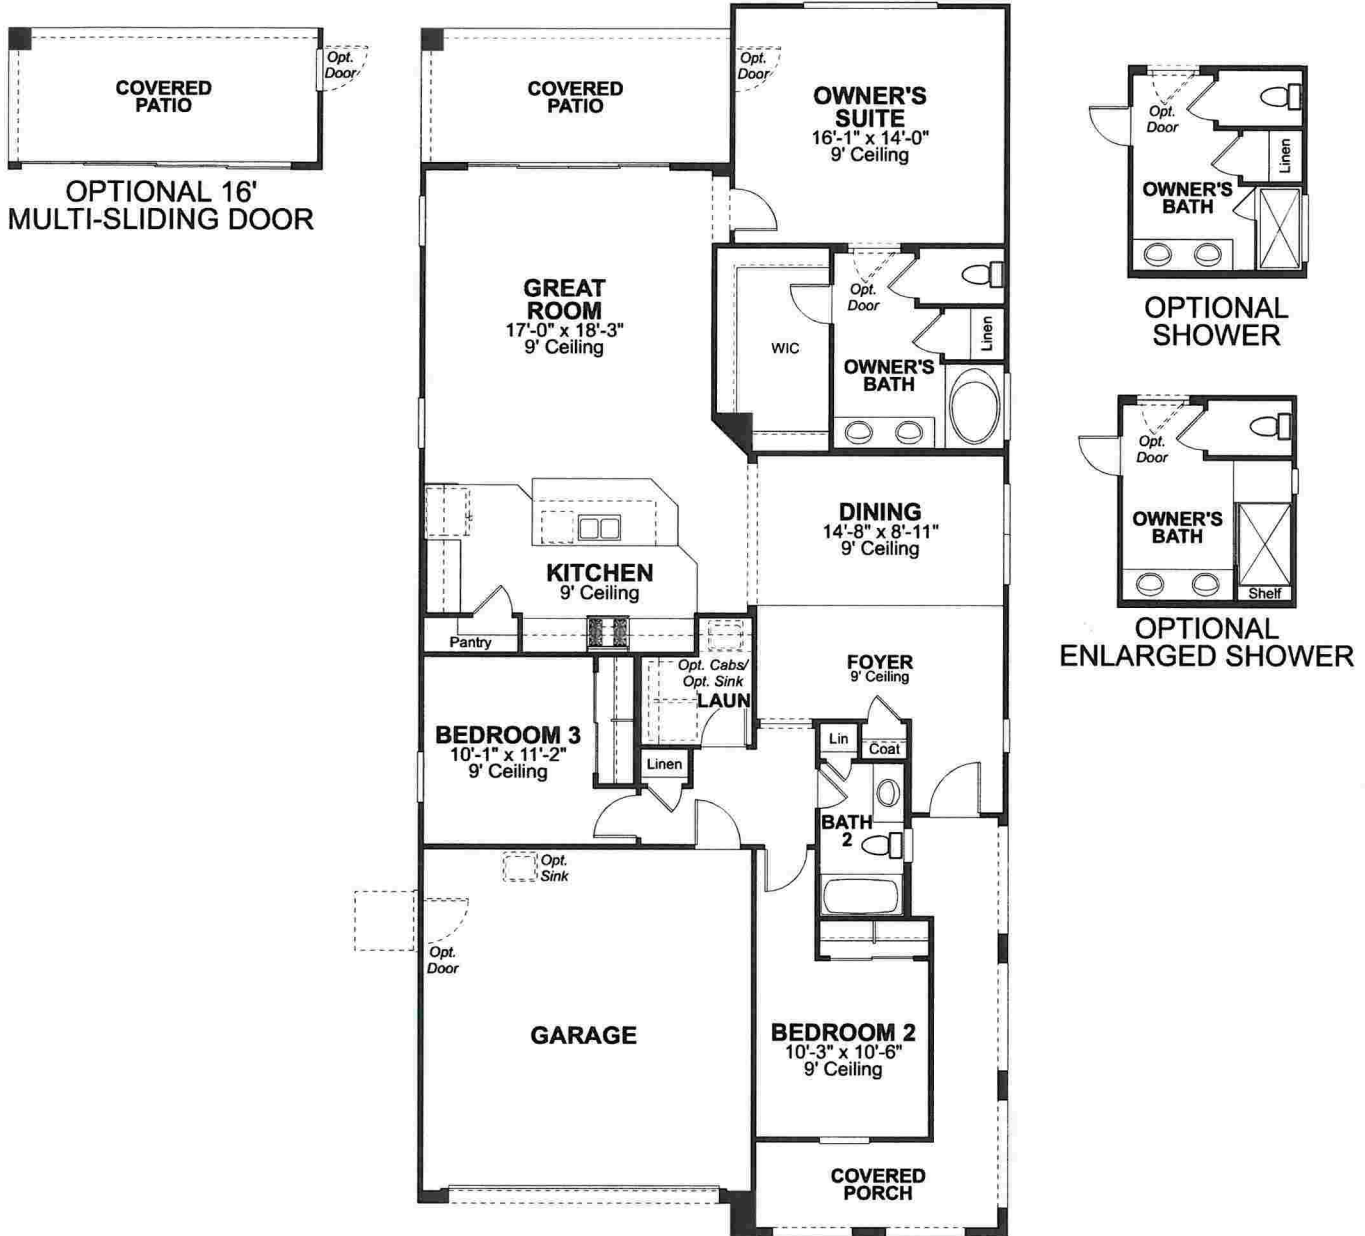 COVERED
PATIO
Opt.
Door
OPTIONAL 16'
MULTI-SLIDING DOOR
COVERED
PATIO
Opt.
Door
OWNER'S
SUITE
16'-1" x 14'-0"
9' Ceiling
GREAT
ROOM
17'-0" x 18'-3"
9' Ceiling
WIC
Opt.
Door
Linen
OWNER'S
BATH
DINING
14'-8" x 8'-11"
9' Ceiling
KITCHEN
9' Ceiling
Pantry
Opt. Cabs/
Opt. Sink
LAUN
FOYER
9' Ceiling
BEDROOM 3
10'-1" x 11'-2"
9' Ceiling
Linen
Lin
Coat
BATH
2
Opt.
Sink
Opt.
Door
GARAGE
BEDROOM 2
10'-3" x 10'-6"
9' Ceiling
COVERED
PORCH
Opt.
Door
Linen
OWNER'S
BATH
OPTIONAL
SHOWER
Opt.
Door
OWNER'S
BATH
Shelf
OPTIONAL
ENLARGED SHOWER